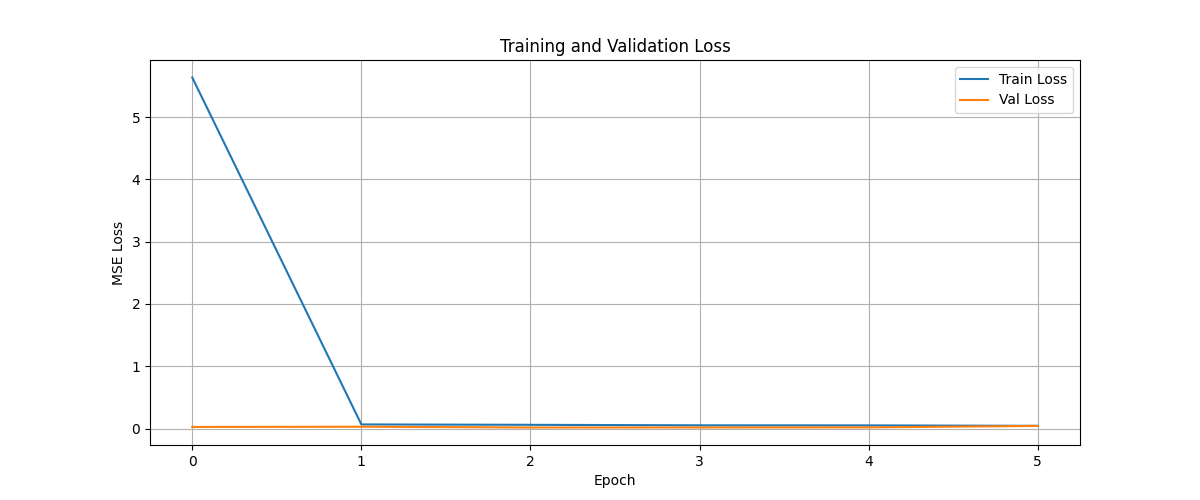 Training and Validation Loss
Train Loss
Val Loss
MSE Loss
5
4
3
2
1
0
0 1 2 3 4 5
Epoch